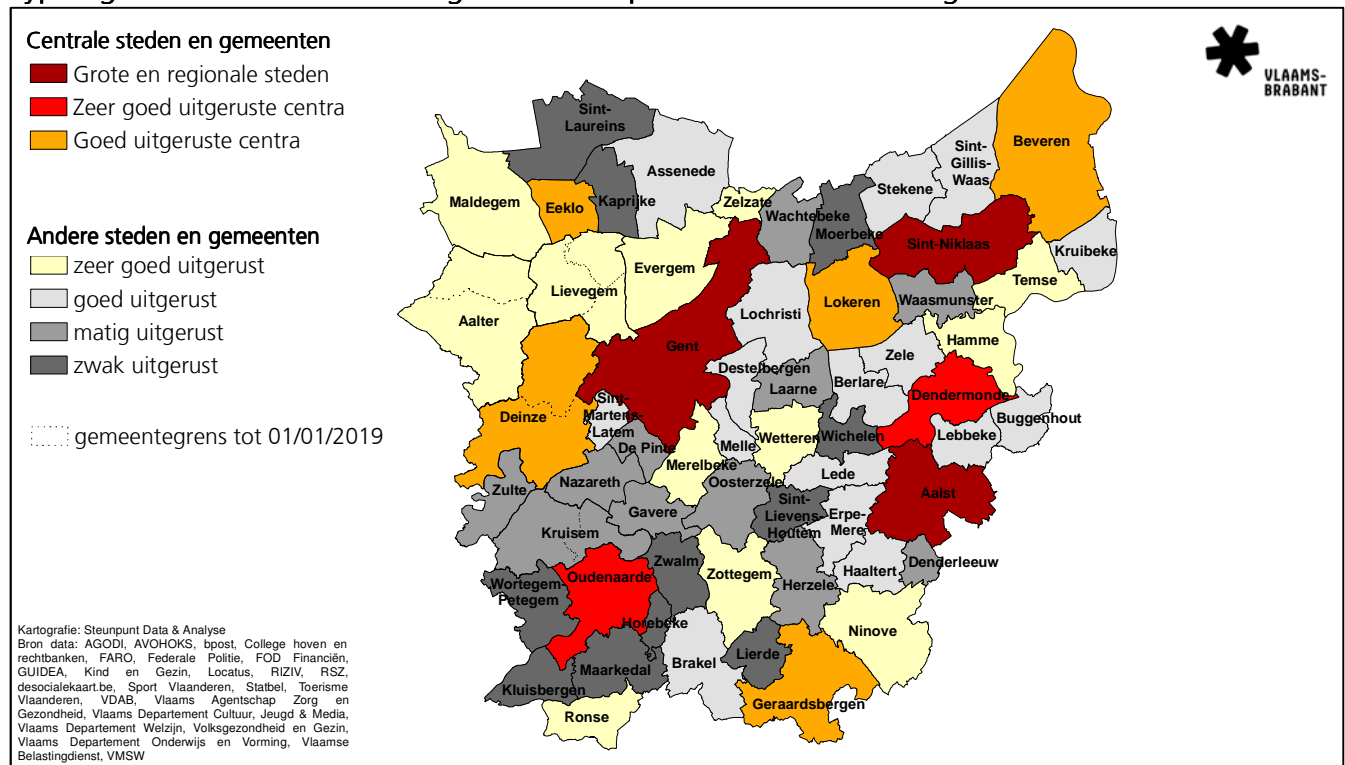 Centrale steden en gemeenten
Grote en regionale steden
Zeer goed uitgeruste centra
Goed uitgeruste centra
Andere steden en gemeenten
zeer goed uitgerust
goed uitgerust
matig uitgerust
zwak uitgerust
gemeentegrens tot 01/01/2019
VLAAMS-
BRABANT
Sint-
Laureins
Beveren
Assenede
Sint-
Gillis-
Waas
Stekene
Maldegem
Eeklo
Kaprijke
Zelzate
Wachtebeke
Moerbeke
Sint-Niklaas
Kruibeke
Evergem
Temse
Lievegem
Lokeren
Waasmunster
Aalter
Lochristi
Hamme
Gent
Zele
Destelbergen
Laarne
Berlare
Dendermonde
Sint-
Martens-
Latem
Deinze
Buggenhout
Lebbeke
De Pinte
Melle
Wetteren
Wichelen
Merelbeke
Lede
Zulte
Nazareth
Oosterzele
Aalst
Sint-
Lievens-
Houtem
Gavere
Erpe-
Mere
Kruisem
Zwalm
Denderleeuw
Haaltert
Oudenaarde
Zottegem
Herzele
Wortegem-
Petegem
Horebeke
Ninove
Maarkedal
Brakel
Lierde
Kluisbergen
Geraardsbergen
Ronse
Kartografie: Steunpunt Data & Analyse
Bron data: AGODI, AVOHOKS, bpost, College hoven en
rechtbanken, FARO, Federale Politie, FOD Financiën,
GUIDEA, Kind en Gezin, Locatus, RIZIV, RSZ,
desocialekaart.be, Sport Vlaanderen, Statbel, Toerisme
Vlaanderen, VDAB, Vlaams Agentschap Zorg en
Gezondheid, Vlaams Departement Cultuur, Jeugd & Media,
Vlaams Departement Welzijn, Volksgezondheid en Gezin,
Vlaams Departement Onderwijs en Vorming, Vlaamse
Belastingdienst, VMSW